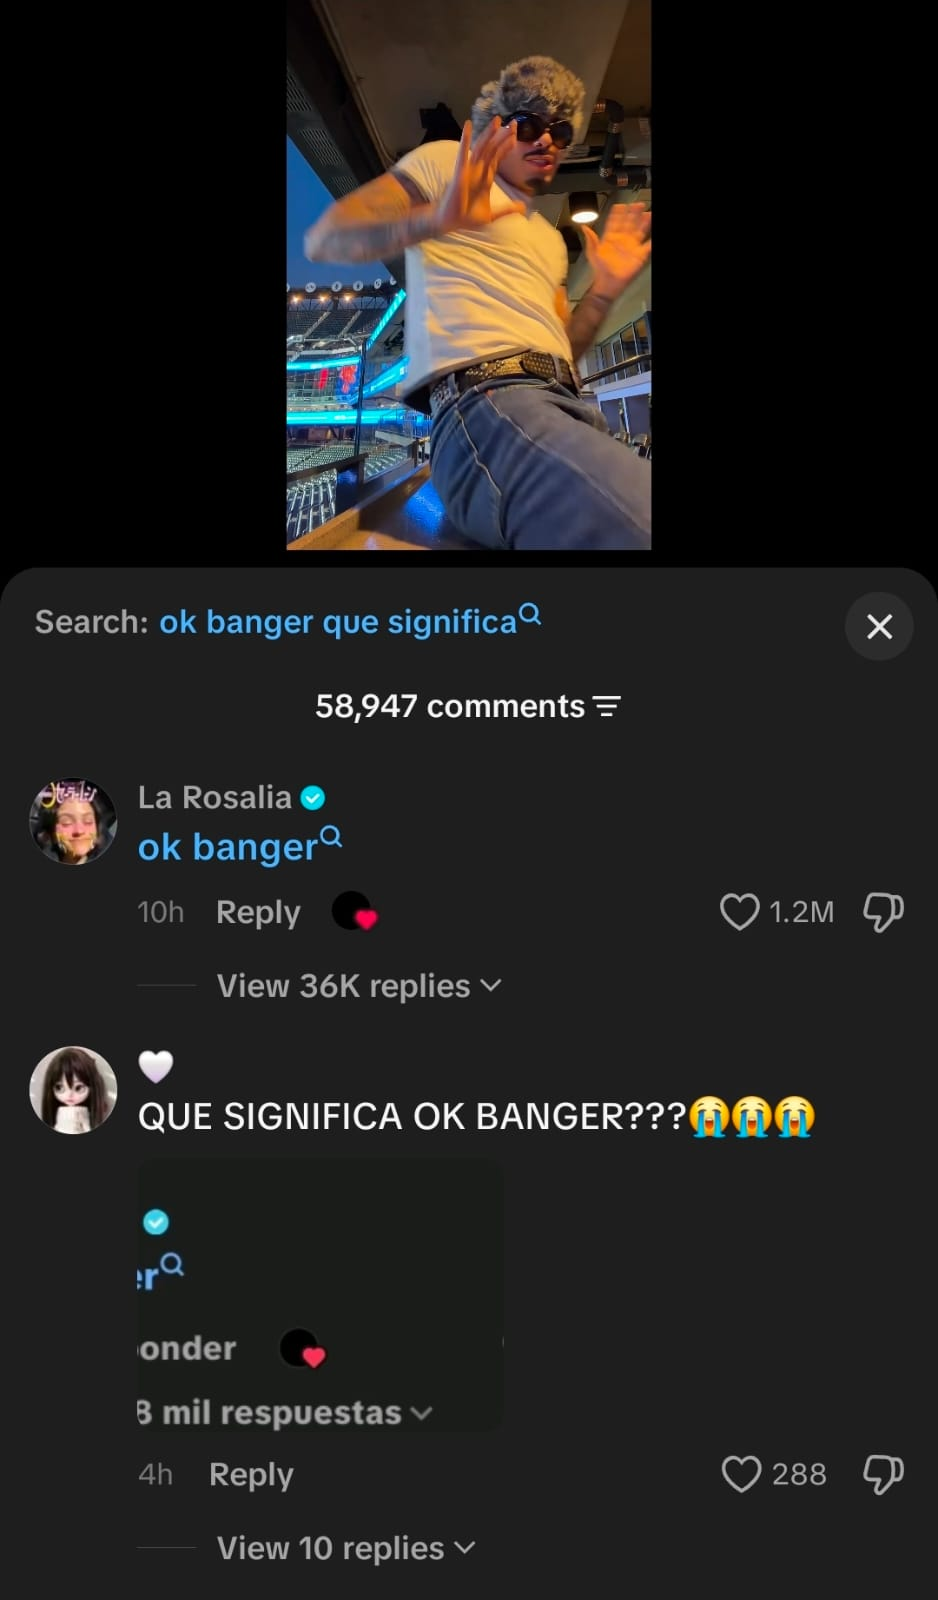 Search: ok banger que significa
58,947 comments
La Rosalia
ok banger
10h Reply 1.2M
View 36K replies
🤍
QUE SIGNIFICA OK BANGER???😭😭😭
er
onder
8 mil respuestas
4h Reply 288
View 10 replies